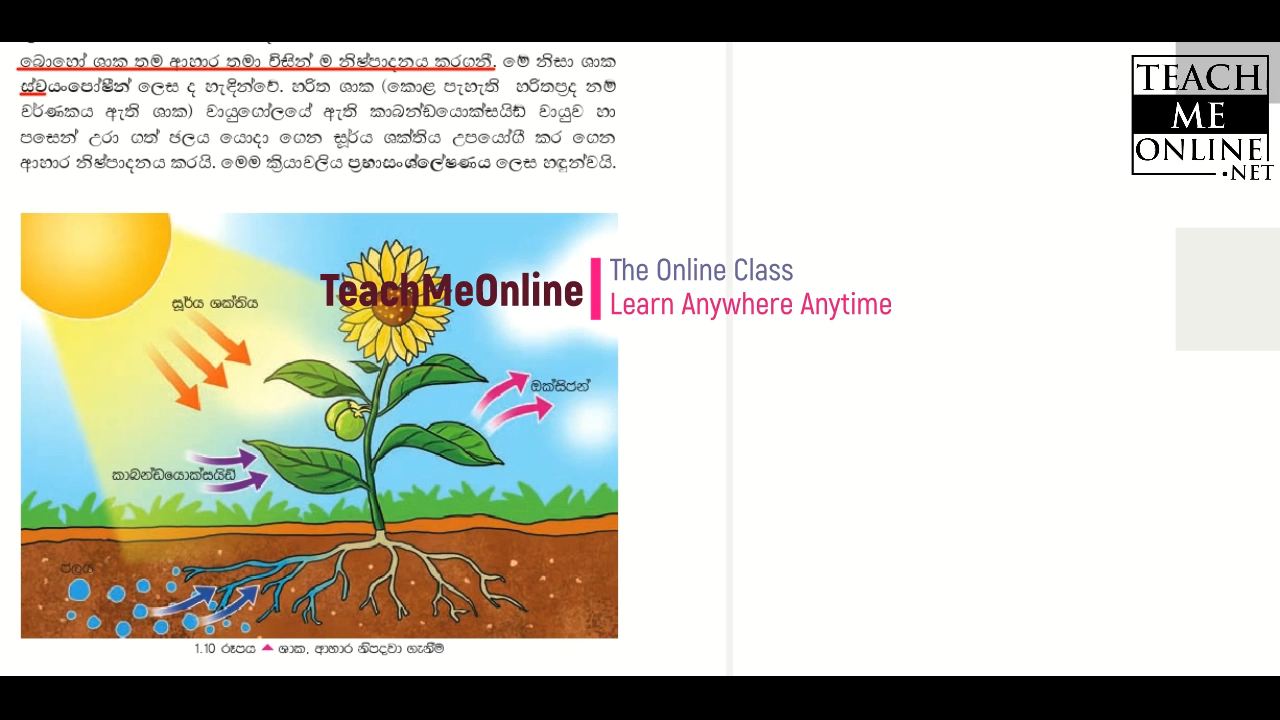 බොහෝ ශාක තම ආහාර තමා විසින් ම නිෂ්පාදනය කරගනී. මේ නිසා ශාක
ස්වයංපෝෂීන් ලෙස ද හැඳින්වේ. හරිත ශාක (කොළ පැහැති හරිතප්‍රද නම්
වර්ණකය ඇති ශාක) වායුගෝලයේ ඇති කාබන්ඩයොක්සයිඩ් වායුව හා
පසෙන් උරා ගත් ජලය යොදා ගෙන සූර්ය ශක්තිය උපයෝගී කර ගෙන
ආහාර නිෂ්පාදනය කරයි. මෙම ක්‍රියාවලිය ප්‍රභාසංශ්ලේෂණය ලෙස හඳුන්වයි.
TEACH
ME
ONLINE
.NET
TeachMeOnline
The Online Class
Learn Anywhere Anytime
සූර්ය ශක්තිය
ඔක්සිජන්
කාබන්ඩයොක්සයිඩ්
ජලය
1.10 රූපය ශාක, ආහාර නිපදවා ගැනීම